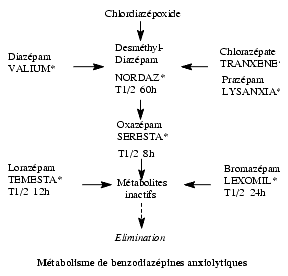 Chlordiazépoxide
Desméthyl-
Diazépam
Diazépam
VALIUM*
Chlorazépate
TRANXENE*
NORDAZ*
T1/2 60h
Prazépam
LYSANXIA*
Oxazépam
SERESTA*
T1/2 8h
Lorazépam
TEMESTA*
T1/2 12h
Métabolites
inactifs
Bromazépam
LEXOMIL*
T1/2 24h
Elimination
Métabolisme de benzodiazépines anxiolytiques